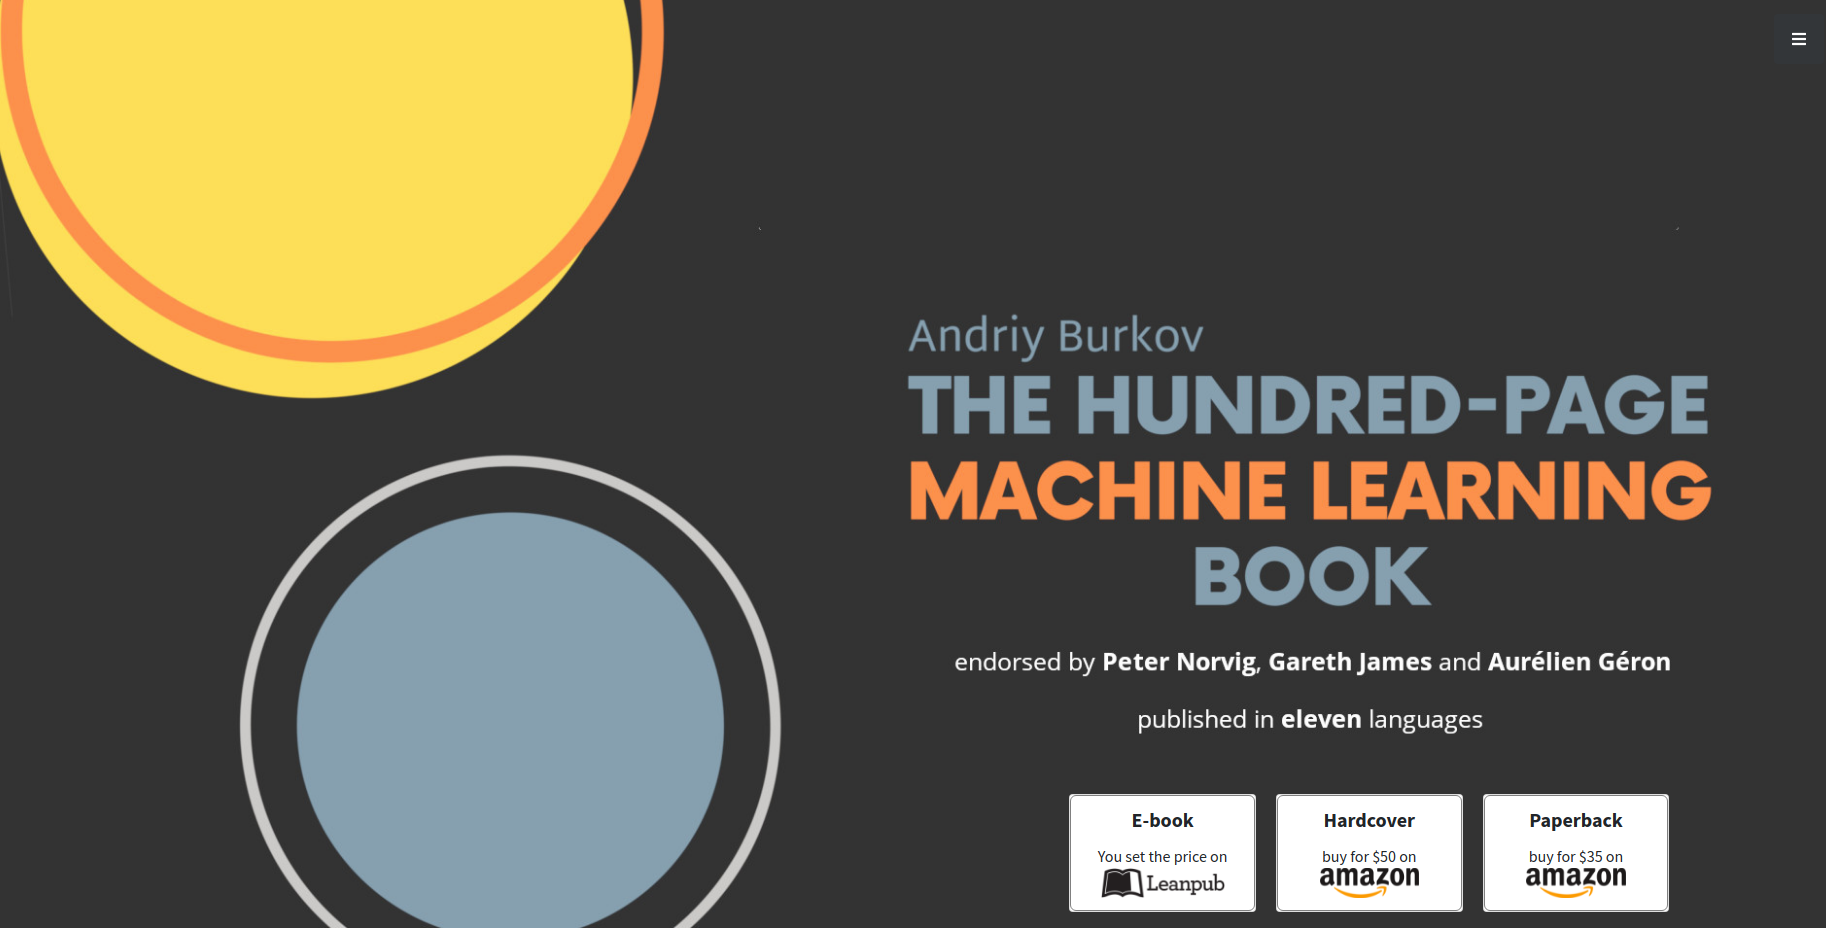 Andriy Burkov
THE HUNDRED-PAGE
MACHINE LEARNING
BOOK
endorsed by Peter Norvig, Gareth James and Aurélien Géron
published in eleven languages
E-book
You set the price on
Leanpub
Hardcover
buy for $50 on
amazon
Paperback
buy for $35 on
amazon